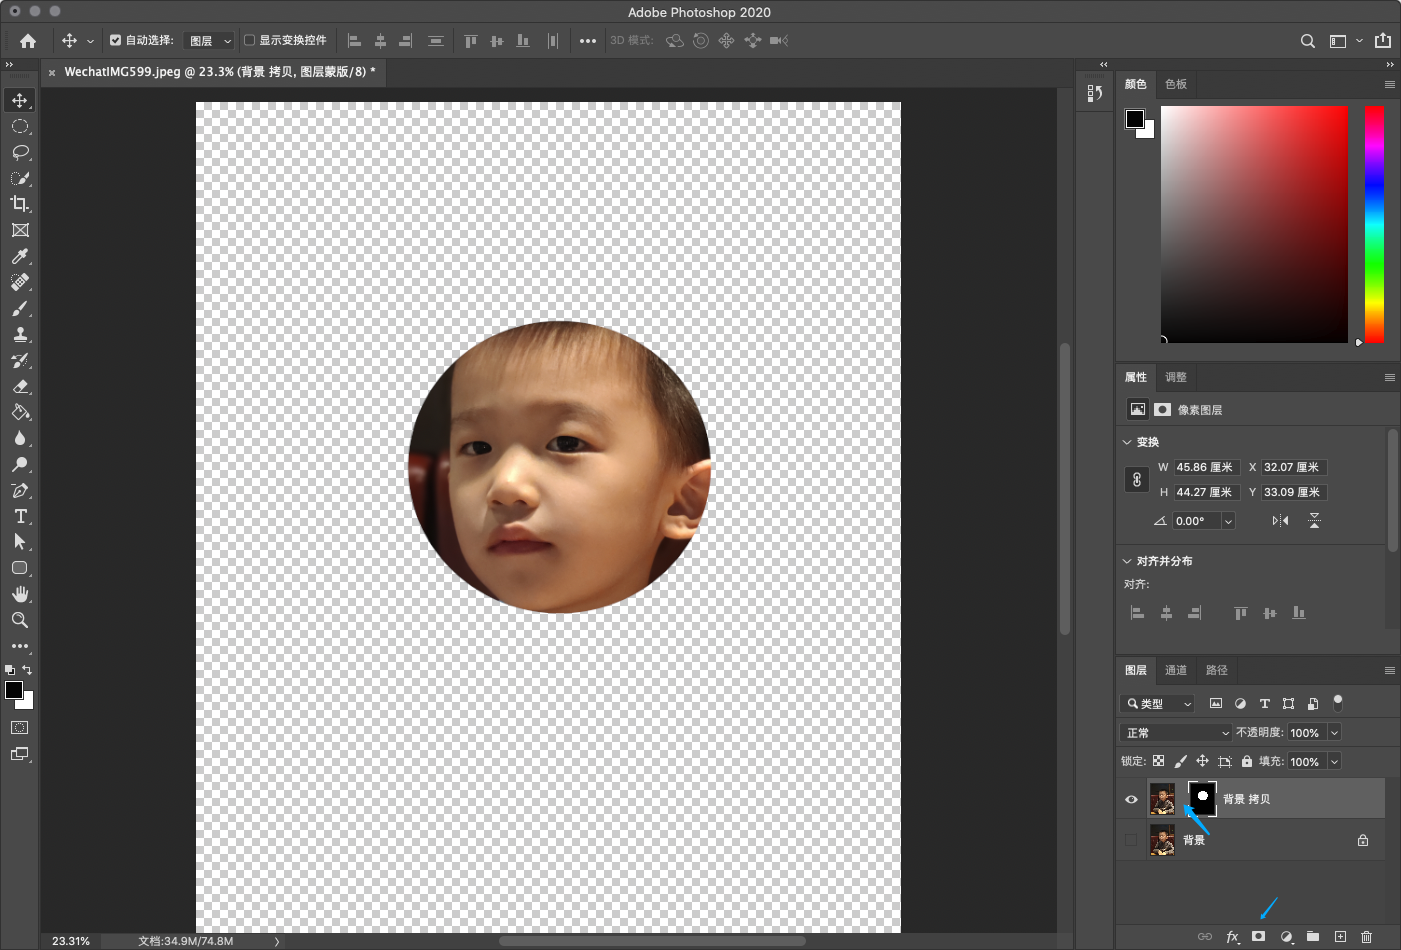 Adobe Photoshop 2020
自动选择: 图层 显示变换控件 3D 模式:
WechatIMG599.jpeg @ 23.3% (背景 拷贝, 图层蒙版/8) *
颜色 色板
属性 调整
像素图层
变换
W 45.86 厘米 X 32.07 厘米
H 44.27 厘米 Y 33.09 厘米
0.00°
对齐并分布
对齐:
图层 通道 路径
类型
正常 不透明度: 100%
锁定: 填充: 100%
背景 拷贝
背景
23.31% 文档:34.9M/74.8M